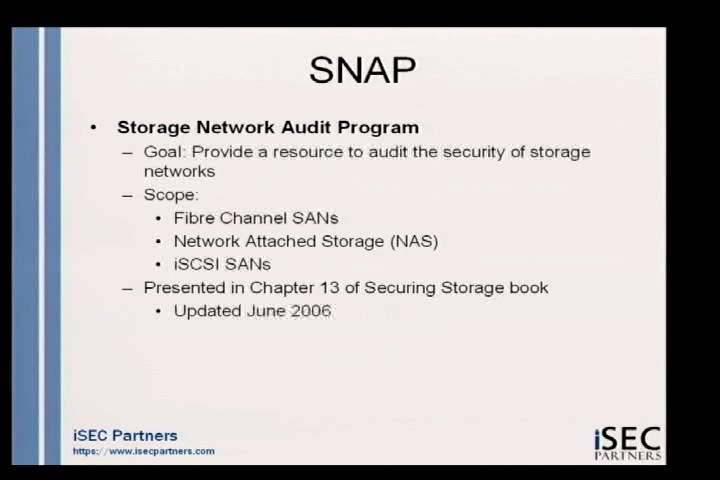 SNAP
• Storage Network Audit Program
– Goal: Provide a resource to audit the security of storage
networks
– Scope:
• Fibre Channel SANs
• Network Attached Storage (NAS)
• iSCSI SANs
– Presented in Chapter 13 of Securing Storage book
• Updated June 2006
iSEC Partners
https://www.isecpartners.com
iSEC
PARTNERS